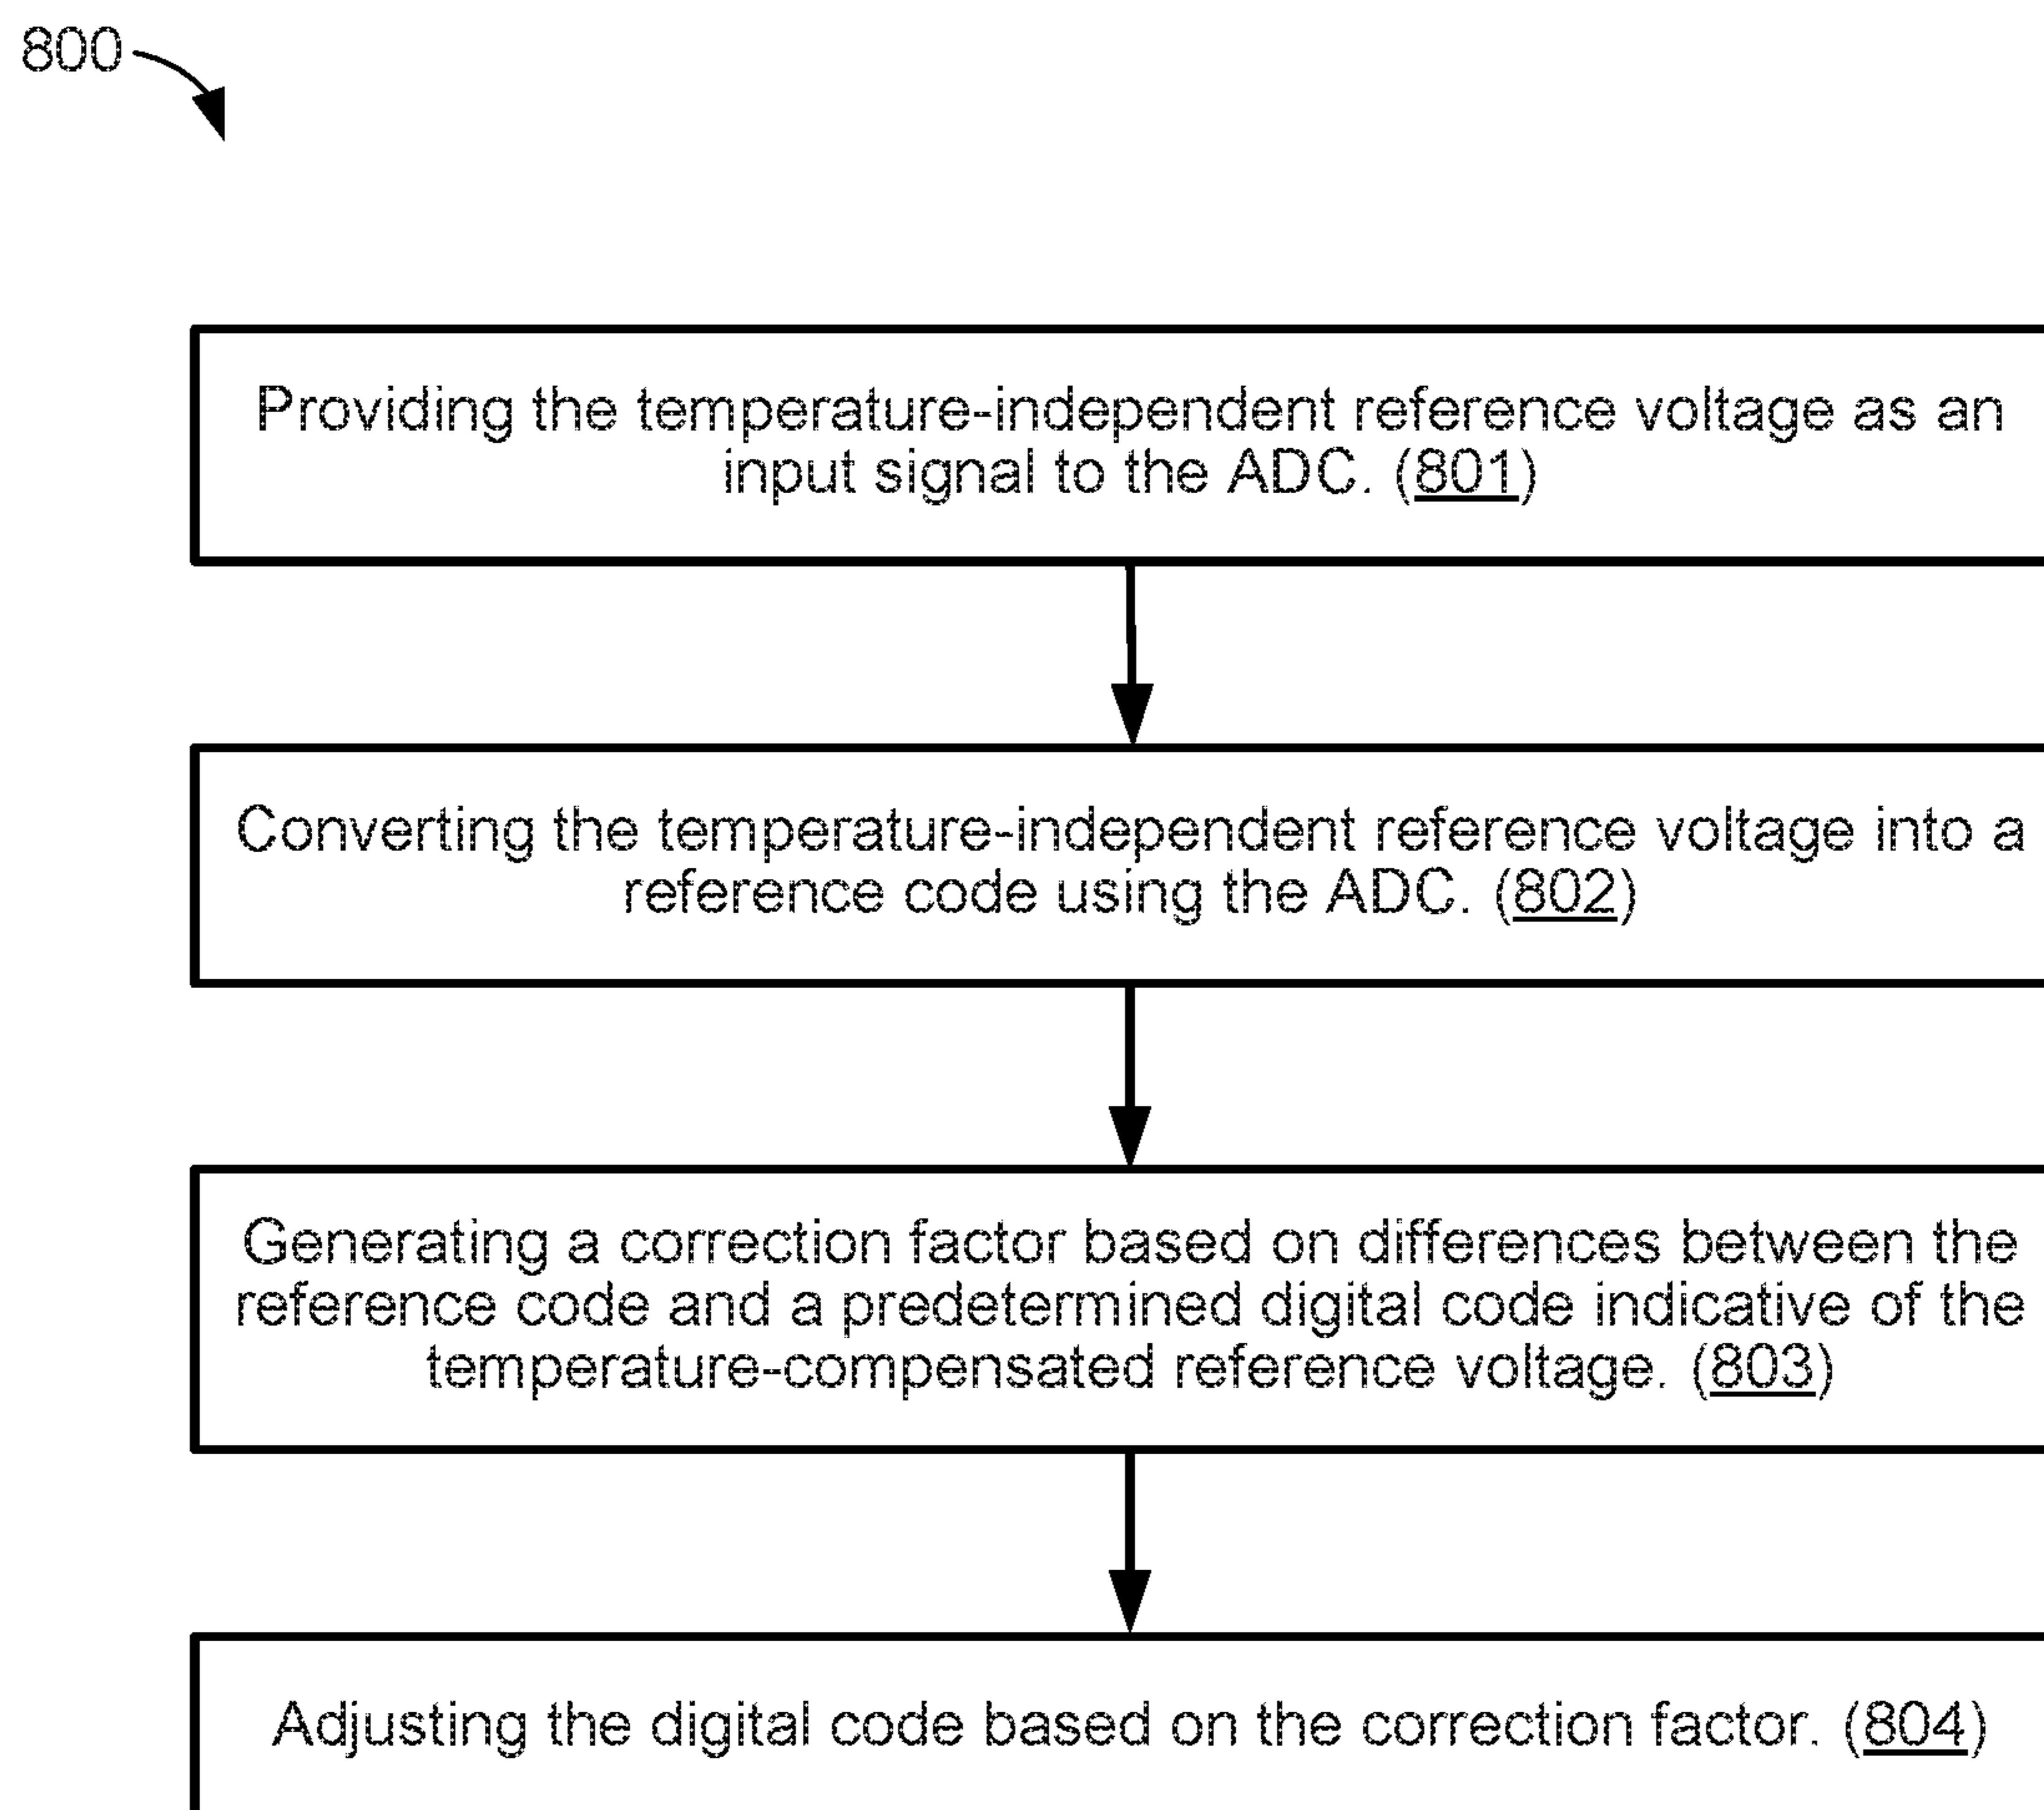 800
Providing the temperature-independent reference voltage as an
input signal to the ADC. (801)
Converting the temperature-independent reference voltage into a
reference code using the ADC. (802)
Generating a correction factor based on differences between the
reference code and a predetermined digital code indicative of the
temperature-compensated reference voltage. (803)
Adjusting the digital code based on the correction factor. (804)